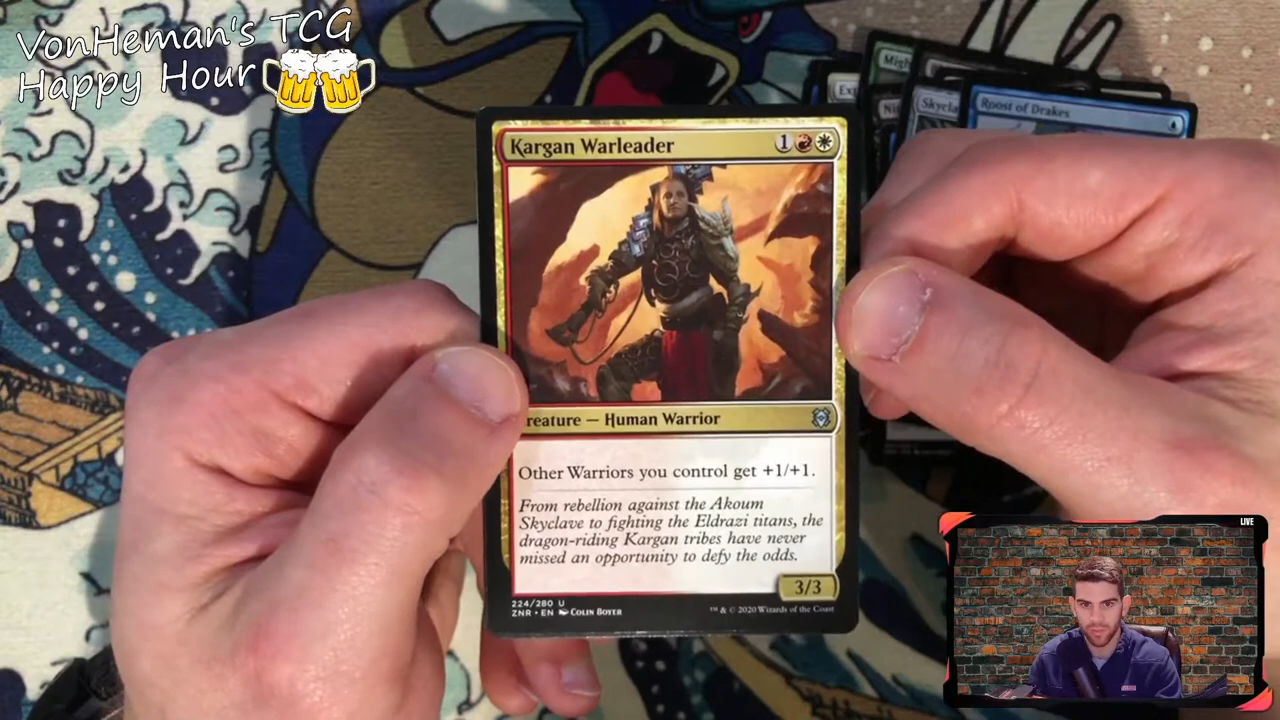 VonHeman's TCG
Happy Hour
Migh
Skycla
Roost of Drakes
Kargan Warleader
1
reature — Human Warrior
Other Warriors you control get +1/+1.
From rebellion against the Akoum
Skyclave to fighting the Eldrazi titans, the
dragon-riding Kargan tribes have never
missed an opportunity to defy the odds.
3/3
224/280 U
ZNR • EN Colin Boyer
™ & © 2020 Wizards of the Coast
LIVE